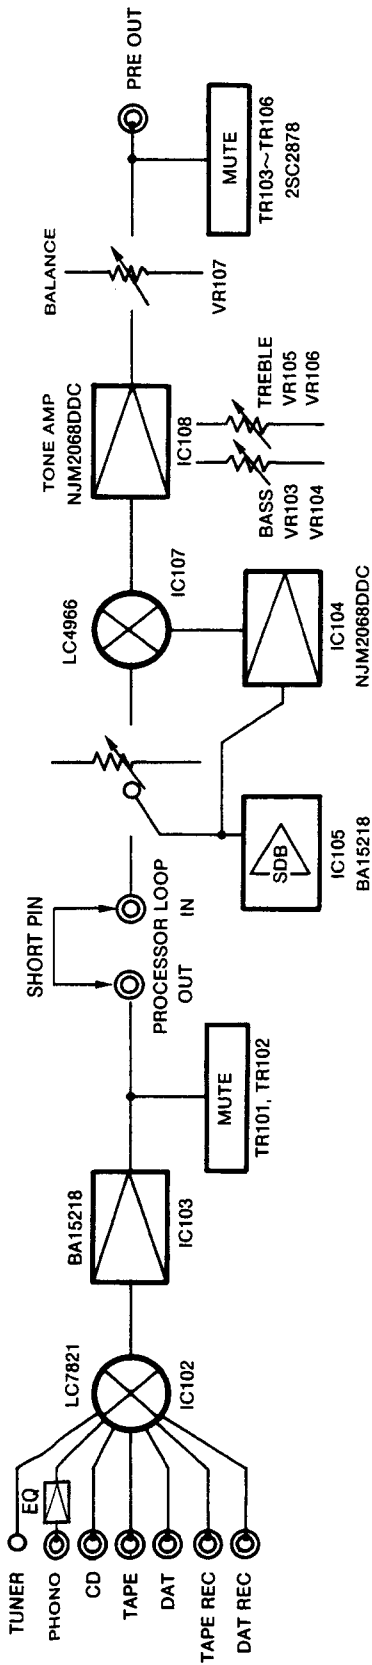 TUNER
PHONO
EQ
CD
TAPE
DAT
TAPE REC
DAT REC
LC7821
IC102
BA15218
IC103
MUTE
TR101, TR102
SHORT PIN
PROCESSOR LOOP
OUT
IN
SDB
IC105
BA15218
LC4966
IC107
IC104
NJM2068DDC
TONE AMP
NJM2068DDC
IC108
BASS
VR103
VR104
TREBLE
VR105
VR106
BALANCE
VR107
PRE OUT
MUTE
TR103~TR106
2SC2878